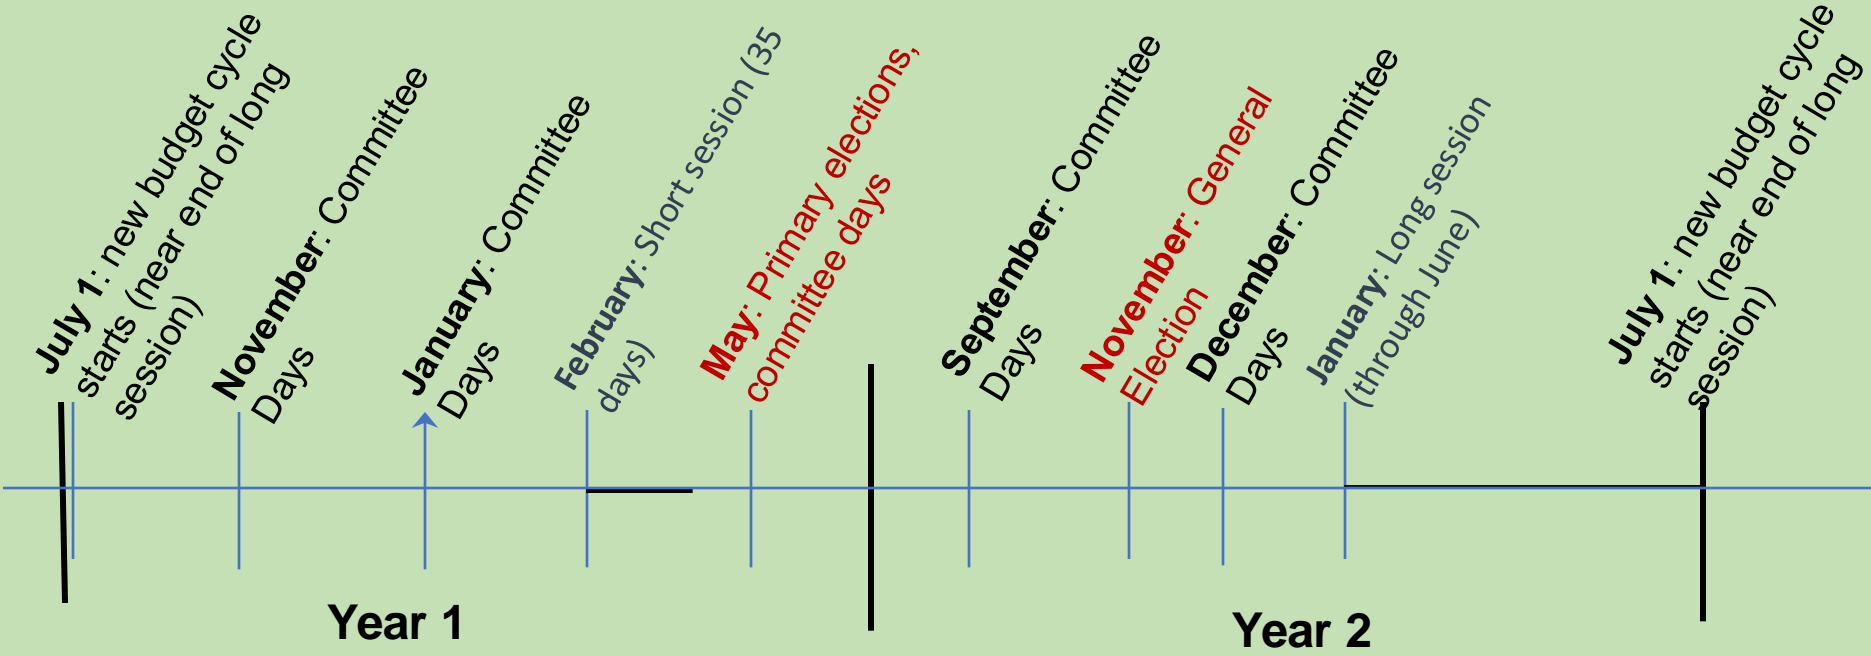 July 1: new budget cycle
starts (near end of long
session)
November: Committee
Days
January: Committee
Days
February: Short session (35
days)
May: Primary elections,
committee days
September: Committee
Days
November: General
Election
December: Committee
Days
January: Long session
(through June)
July 1: new budget cycle
starts (near end of long
session)
Year 1
Year 2